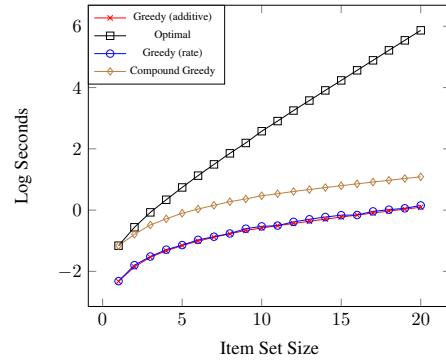 Greedy (additive)
Optimal
Greedy (rate)
Compound Greedy
6
4
2
0
−2
Log Seconds
0 5 10 15 20
Item Set Size